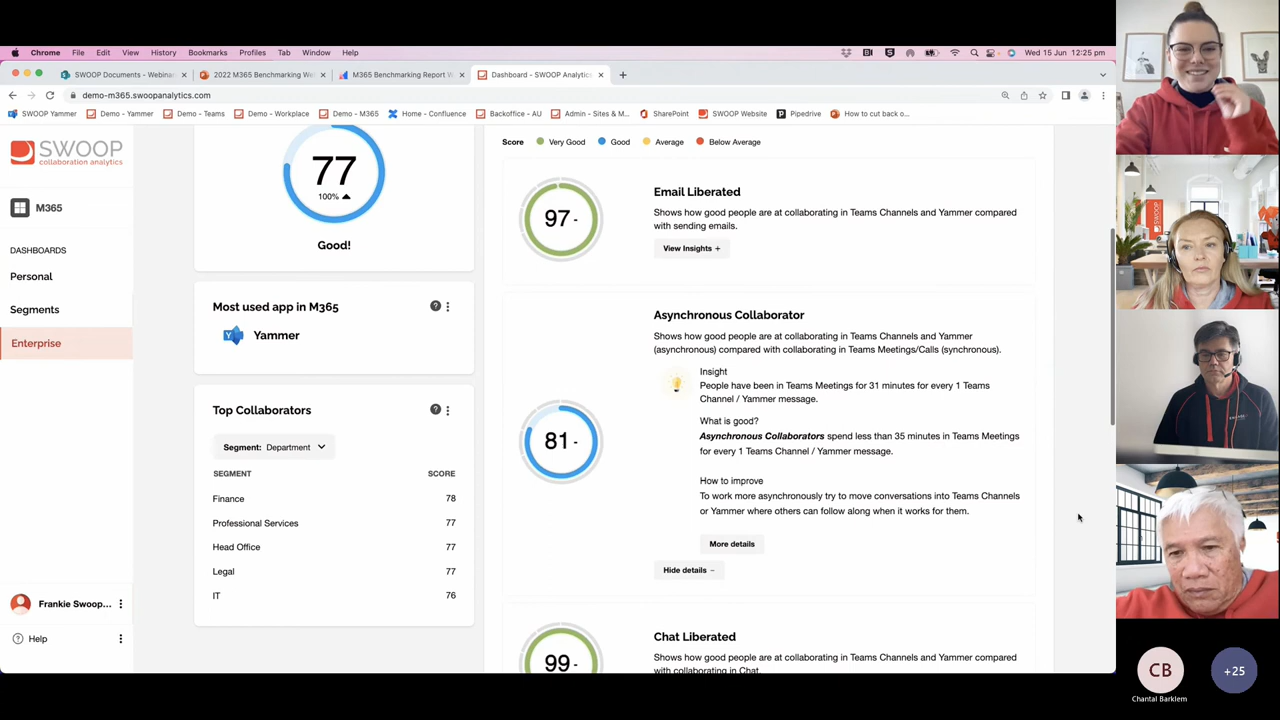 Chrome File Edit View History Bookmarks Profiles Tab Window Help
Wed 15 Jun 12:25 pm
SWOOP Documents - Webinar
2022 M365 Benchmarking We
M365 Benchmarking Report W
Dashboard - SWOOP Analytics
demo-m365.swoopanalytics.com
SWOOP Yammer Demo - Yammer Demo - Teams Demo - Workplace Demo - M365 Home - Confluence Backoffice - AU Admin - Sites & M... SharePoint SWOOP Website Pipedrive How to cut back o...
SWOOP
collaboration analytics
M365
DASHBOARDS
Personal
Segments
Enterprise
Frankie Swoop...
Help
77
100%
Good!
Most used app in M365
Yammer
Top Collaborators
Segment: Department
SEGMENT SCORE
Finance 78
Professional Services 77
Head Office 77
Legal 77
IT 76
Score Very Good Good Average Below Average
97 -
Email Liberated
Shows how good people are at collaborating in Teams Channels and Yammer compared
with sending emails.
View Insights +
81 -
Asynchronous Collaborator
Shows how good people are at collaborating in Teams Channels and Yammer
(asynchronous) compared with collaborating in Teams Meetings/Calls (synchronous).
Insight
People have been in Teams Meetings for 31 minutes for every 1 Teams
Channel / Yammer message.
What is good?
Asynchronous Collaborators spend less than 35 minutes in Teams Meetings
for every 1 Teams Channel / Yammer message.
How to improve
To work more asynchronously try to move conversations into Teams Channels
or Yammer where others can follow along when it works for them.
More details
Hide details -
99 -
Chat Liberated
Shows how good people are at collaborating in Teams Channels and Yammer compared
with collaborating in Chat.
SWOOP
CB
Chantal Barklem
+25